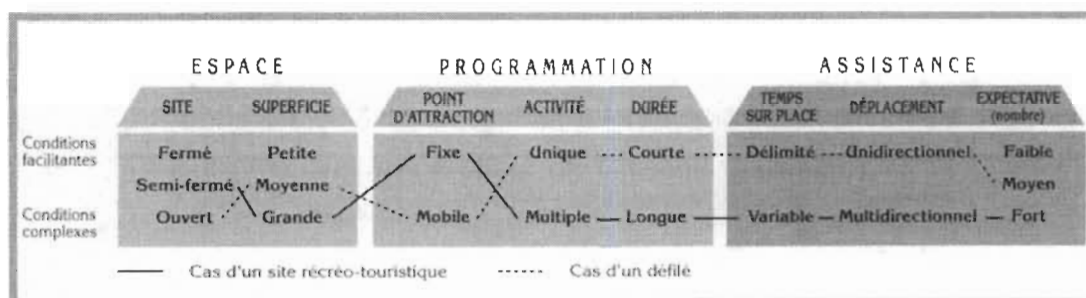 ESPACE PROGRAMMATION ASSISTANCE
SITE SUPERFICIE POINT D'ATTRACTION ACTIVITÉ DURÉE TEMPS SUR PLACE DÉPLACEMENT EXPECTATIVE (nombre)
Conditions facilitantes Fermé Petite Fixe Unique Courte Délimité Unidirectionnel Faible
Semi-fermé Moyenne Moyen
Conditions complexes Ouvert Grande Mobile Multiple Longue Variable Multidirectionnel Fort
Cas d'un site récréo-touristique Cas d'un défilé